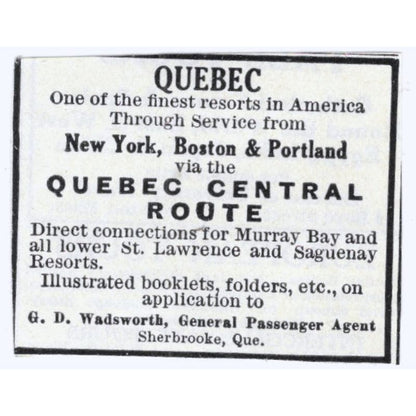 QUEBEC
One of the finest resorts in America
Through Service from
New York, Boston & Portland
via the
QUEBEC CENTRAL
ROUTE
Direct connections for Murray Bay and
all lower St. Lawrence and Saguenay
Resorts.
Illustrated booklets, folders, etc., on
application to
G. D. Wadsworth, General Passenger Agent
Sherbrooke, Que.